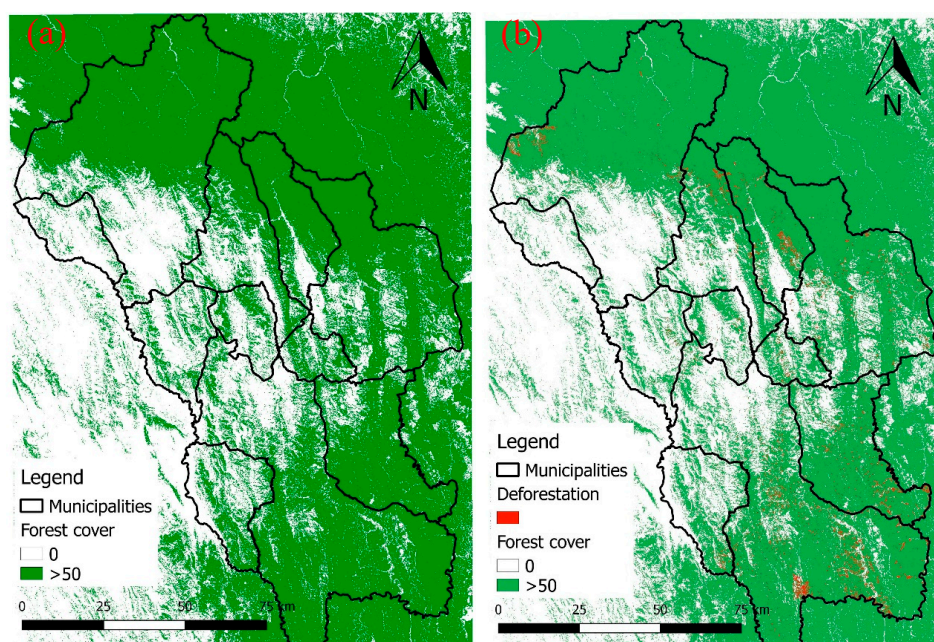 (a)
N
Legend
Municipalities
Forest cover
0
>50
0 25 50 75 km
(b)
N
Legend
Municipalities
Deforestation
Forest cover
0
>50
0 25 50 75 km